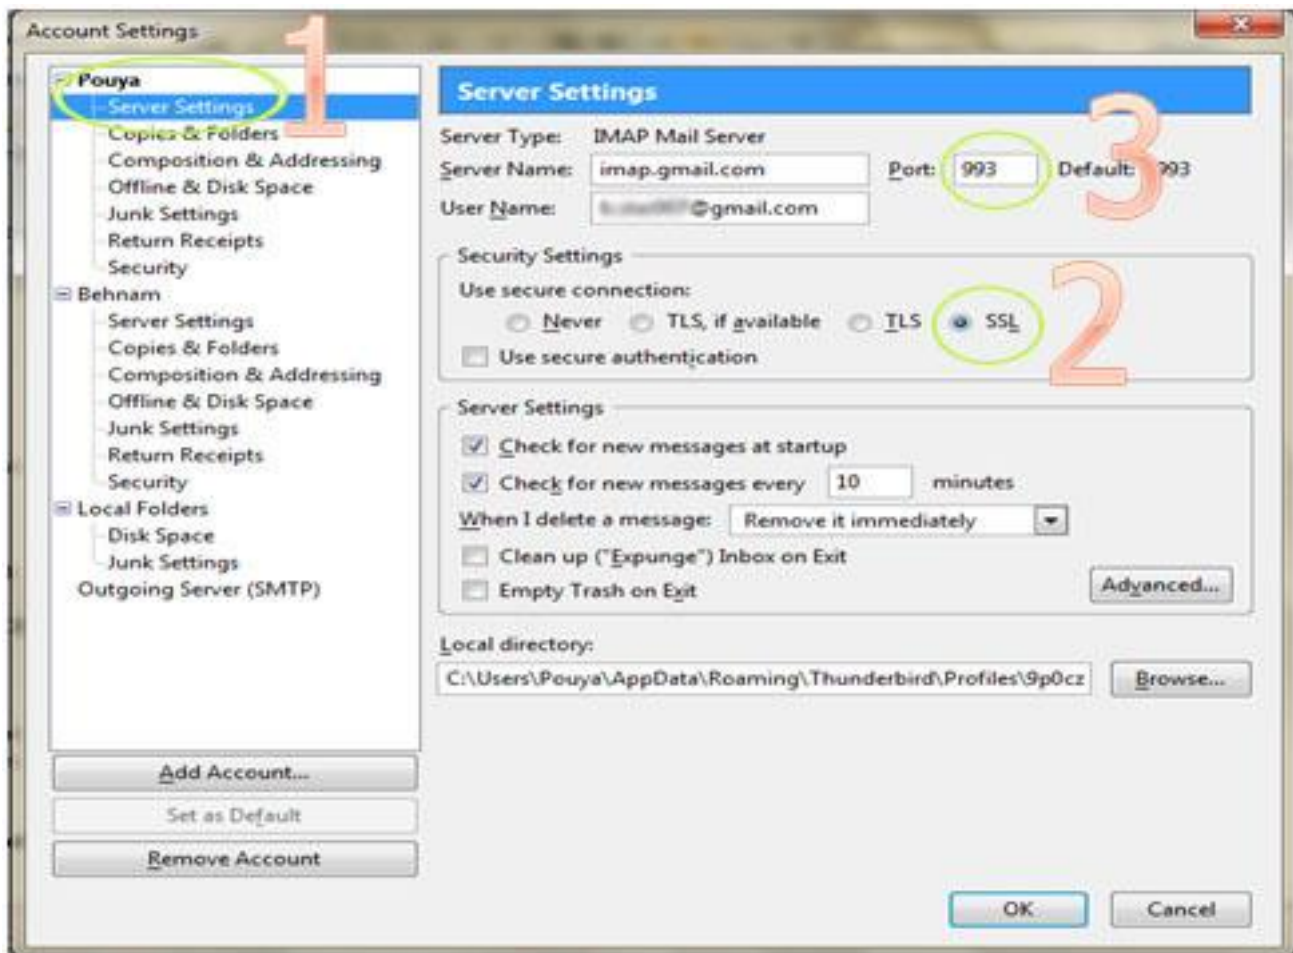 Account Settings
1
Pouya
Server Settings
Copies & Folders
Composition & Addressing
Offline & Disk Space
Junk Settings
Return Receipts
Security
Behnam
Server Settings
Copies & Folders
Composition & Addressing
Offline & Disk Space
Junk Settings
Return Receipts
Security
Local Folders
Disk Space
Junk Settings
Outgoing Server (SMTP)
Add Account...
Set as Default
Remove Account
Server Settings
3
Server Type: IMAP Mail Server
Server Name: imap.gmail.com Port: 993 Default: 993
User Name: @gmail.com
Security Settings
2
Use secure connection:
Never TLS, if available TLS SSL
Use secure authentication
Server Settings
Check for new messages at startup
Check for new messages every 10 minutes
When I delete a message: Remove it immediately
Clean up ("Expunge") Inbox on Exit
Empty Trash on Exit
Advanced...
Local directory:
C:\Users\Pouya\AppData\Roaming\Thunderbird\Profiles\9p0cz Browse...
OK Cancel